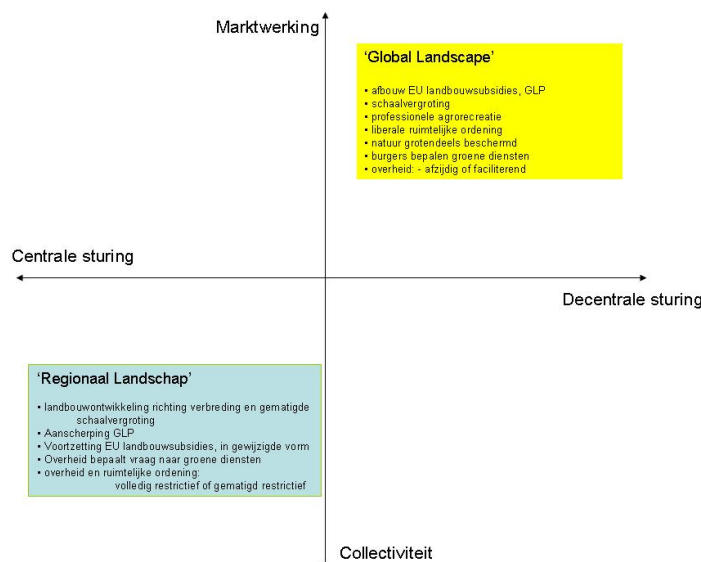 Marktwerking
'Global Landscape'
• afbouw EU landbouwsubsidies, GLP
• schaalvergroting
• professionele agrorecreatie
• liberale ruimtelijke ordening
• natuur grotendeels beschermd
• burgers bepalen groene diensten
• overheid: - afzijdig of faciliterend
Centrale sturing
Decentrale sturing
'Regionaal Landschap'
• landbouwontwikkeling richting verbreding en gematigde
schaalvergroting
• Aanscherping GLP
• Voortzetting EU landbouwsubsidies, in gewijzigde vorm
• Overheid bepaalt vraag naar groene diensten
• overheid en ruimtelijke ordening:
volledig restrictief of gematigd restrictief
Collectiviteit